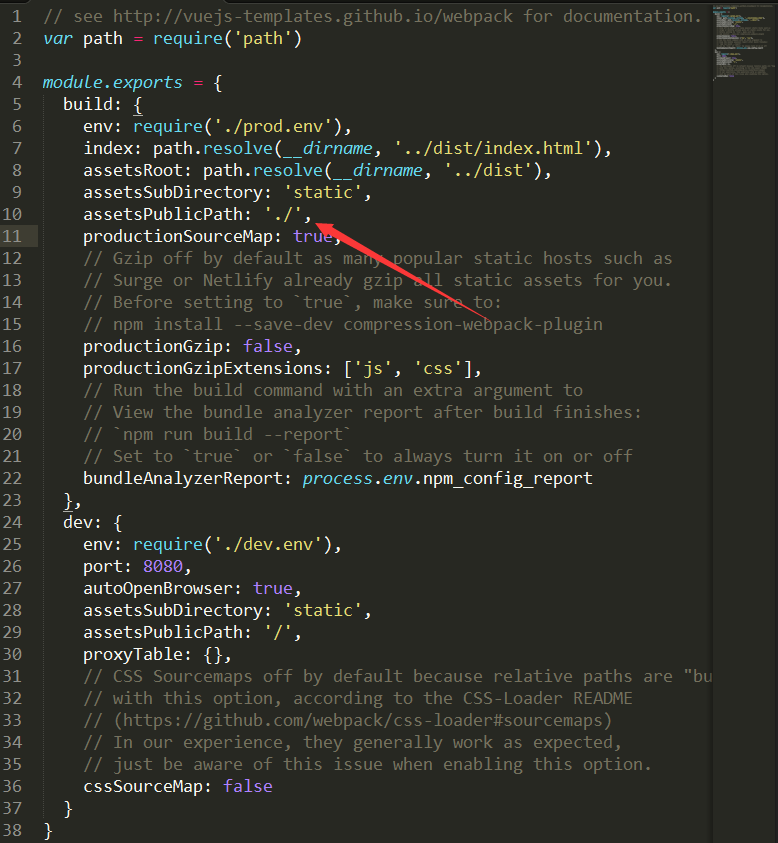 1 // see http://vuejs-templates.github.io/webpack for documentation.
2 var path = require('path')
3
4 module.exports = {
5   build: {
6     env: require('./prod.env'),
7     index: path.resolve(__dirname, '../dist/index.html'),
8     assetsRoot: path.resolve(__dirname, '../dist'),
9     assetsSubDirectory: 'static',
10     assetsPublicPath: './',
11     productionSourceMap: true,
12     // Gzip off by default as many popular static hosts such as
13     // Surge or Netlify already gzip all static assets for you.
14     // Before setting to `true`, make sure to:
15     // npm install --save-dev compression-webpack-plugin
16     productionGzip: false,
17     productionGzipExtensions: ['js', 'css'],
18     // Run the build command with an extra argument to
19     // View the bundle analyzer report after build finishes:
20     // `npm run build --report`
21     // Set to `true` or `false` to always turn it on or off
22     bundleAnalyzerReport: process.env.npm_config_report
23   },
24   dev: {
25     env: require('./dev.env'),
26     port: 8080,
27     autoOpenBrowser: true,
28     assetsSubDirectory: 'static',
29     assetsPublicPath: '/',
30     proxyTable: {},
31     // CSS Sourcemaps off by default because relative paths are "bu
32     // with this option, according to the CSS-Loader README
33     // (https://github.com/webpack/css-loader#sourcemaps)
34     // In our experience, they generally work as expected,
35     // just be aware of this issue when enabling this option.
36     cssSourceMap: false
37   }
38 }